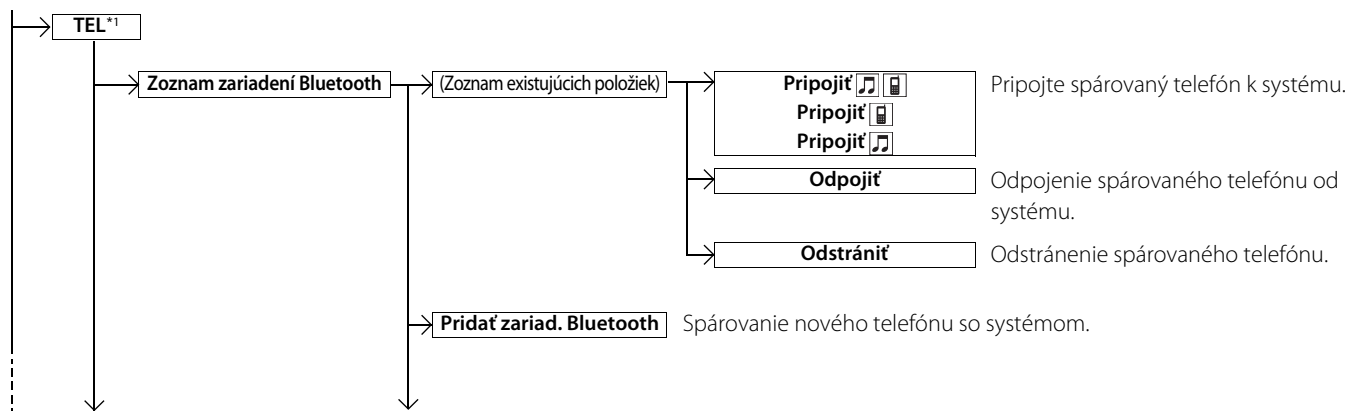 TEL*1
Zoznam zariadení Bluetooth
(Zoznam existujúcich položiek)
Pripojiť
Pripojte spárovaný telefón k systému.
Pripojiť
Pripojiť
Odpojiť
Odpojenie spárovaného telefónu od
systému.
Odstrániť
Odstránenie spárovaného telefónu.
Pridať zariad. Bluetooth
Spárovanie nového telefónu so systémom.